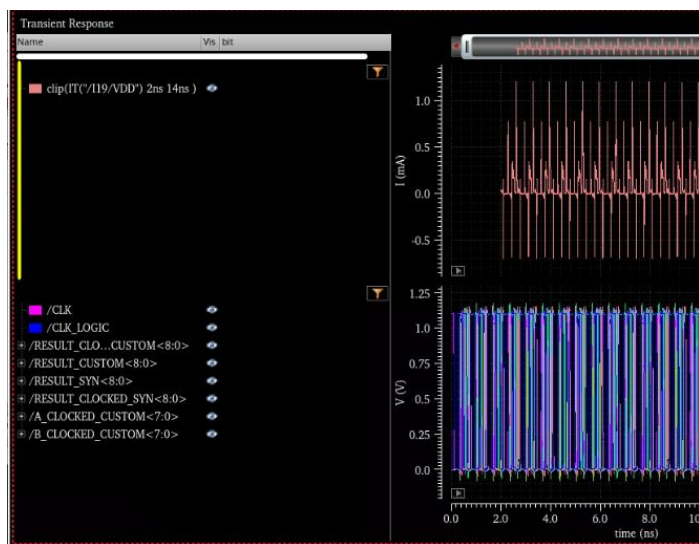 Transient Response
Name Vis bit
clip(IT("/I19/VDD") 2ns 14ns )
/CLK
/CLK_LOGIC
/RESULT_CLO...CUSTOM<8:0>
/RESULT_CUSTOM<8:0>
/RESULT_SYN<8:0>
/RESULT_CLOCKED_SYN<8:0>
/A_CLOCKED_CUSTOM<7:0>
/B_CLOCKED_CUSTOM<7:0>
I (mA)
1.0
0.5
0.0
-0.5
V (V)
1.25
1.0
0.75
0.5
0.25
0.0
0.0 2.0 4.0 6.0 8.0 10
time (ns)